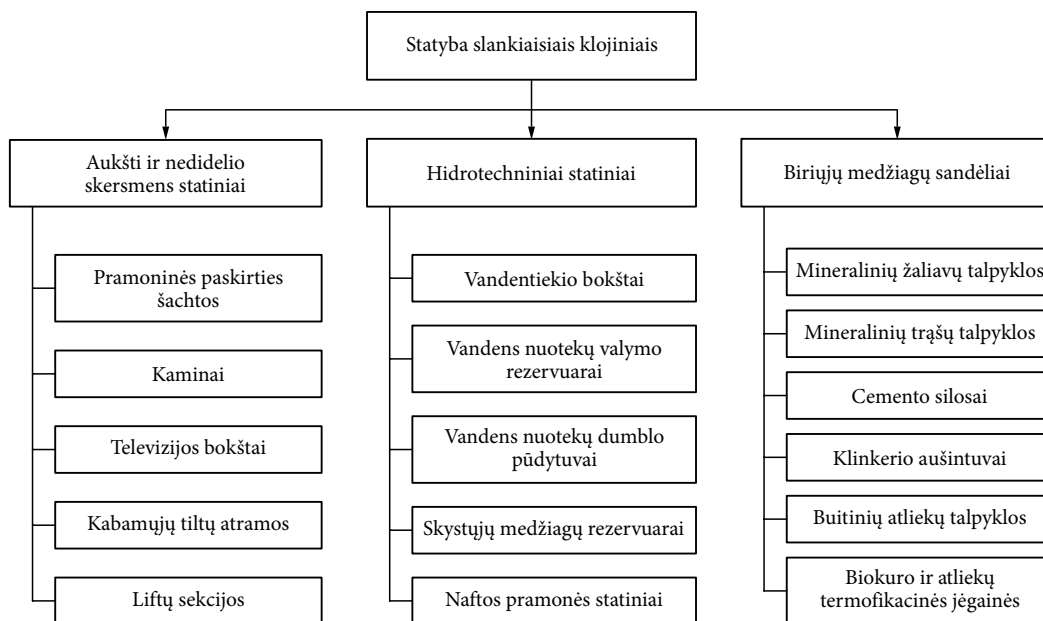 Statyba slankiaisiais klojiniais
Aukšti ir nedidelio
skersmens statiniai
Pramoninės paskirties
šachtos
Kaminai
Televizijos bokštai
Kabamųjų tiltų atramos
Liftų sekcijos
Hidrotechniniai statiniai
Vandentiekio bokštai
Vandens nuotekų valymo
rezervuarai
Vandens nuotekų dumblo
pūdytuvai
Skystųjų medžiagų rezervuarai
Naftos pramonės statiniai
Biriųjų medžiagų sandėliai
Mineralinių žaliavų talpyklos
Mineralinių trąšų talpyklos
Cemento silosai
Klinkerio aušintuvai
Buitinių atliekų talpyklos
Biokuro ir atliekų
termofikacinės jėgainės